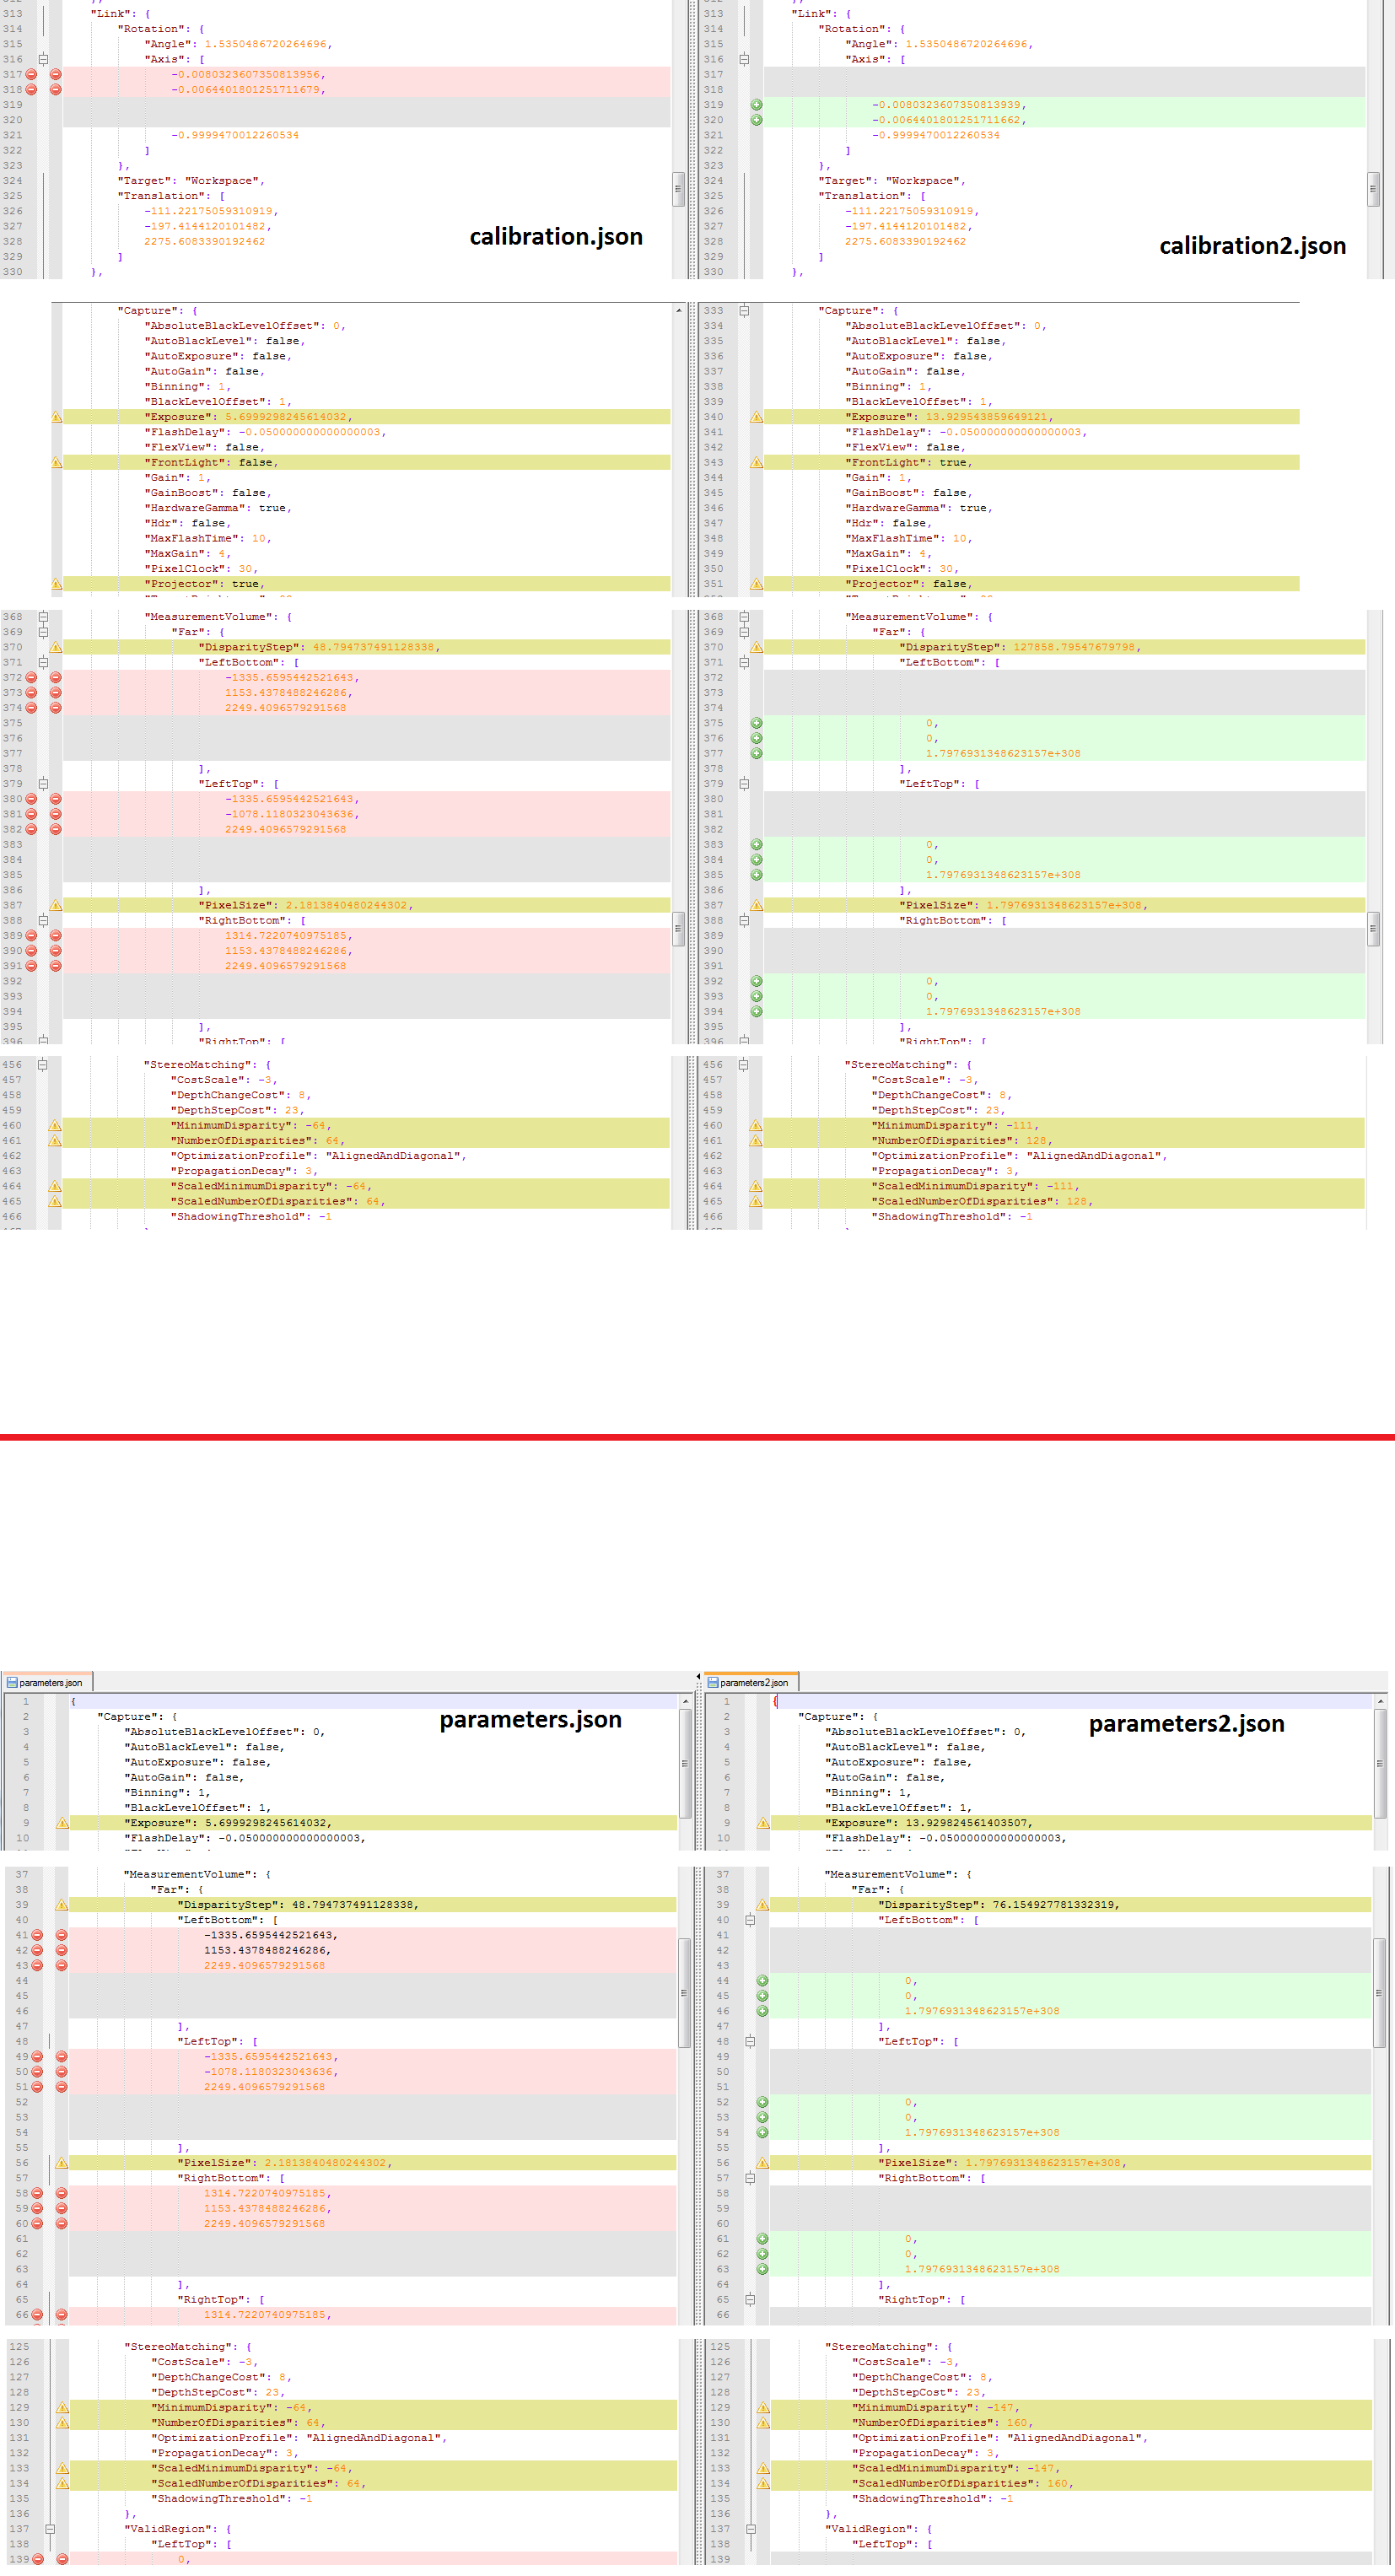 313 "Link": {
314 "Rotation": {
315 "Angle": 1.5350486720264696,
316 "Axis": [
317 -0.0080323607350813956,
318 -0.0064401801251711679,
319
320
321 -0.9999470012260534
322 ]
323 },
324 "Target": "Workspace",
325 "Translation": [
326 -111.22175059310919,
327 -197.4144120101482,
328 2275.6083390192462
329 ]
330 },
calibration.json
313 "Link": {
314 "Rotation": {
315 "Angle": 1.5350486720264696,
316 "Axis": [
317
318
319 -0.0080323607350813939,
320 -0.0064401801251711662,
321 -0.9999470012260534
322 ]
323 },
324 "Target": "Workspace",
325 "Translation": [
326 -111.22175059310919,
327 -197.4144120101482,
328 2275.6083390192462
329 ]
330 },
calibration2.json
"Capture": {
"AbsoluteBlackLevelOffset": 0,
"AutoBlackLevel": false,
"AutoExposure": false,
"AutoGain": false,
"Binning": 1,
"BlackLevelOffset": 1,
"Exposure": 5.6999298245614032,
"FlashDelay": -0.050000000000000003,
"FlexView": false,
"FrontLight": false,
"Gain": 1,
"GainBoost": false,
"HardwareGamma": true,
"Hdr": false,
"MaxFlashTime": 10,
"MaxGain": 4,
"PixelClock": 30,
"Projector": true,
333 "Capture": {
334 "AbsoluteBlackLevelOffset": 0,
335 "AutoBlackLevel": false,
336 "AutoExposure": false,
337 "AutoGain": false,
338 "Binning": 1,
339 "BlackLevelOffset": 1,
340 "Exposure": 13.929543859649121,
341 "FlashDelay": -0.050000000000000003,
342 "FlexView": false,
343 "FrontLight": true,
344 "Gain": 1,
345 "GainBoost": false,
346 "HardwareGamma": true,
347 "Hdr": false,
348 "MaxFlashTime": 10,
349 "MaxGain": 4,
350 "PixelClock": 30,
351 "Projector": false,
368 "MeasurementVolume": {
369 "Far": {
370 "DisparityStep": 48.794737491128338,
371 "LeftBottom": [
372 -1335.6595442521643,
373 1153.4378488246286,
374 2249.4096579291568
375
376
377
378 ],
379 "LeftTop": [
380 -1335.6595442521643,
381 -1078.1180323043636,
382 2249.4096579291568
383
384
385
386 ],
387 "PixelSize": 2.1813840480244302,
388 "RightBottom": [
389 1314.7220740975185,
390 1153.4378488246286,
391 2249.4096579291568
392
393
394
395 ],
396 "RightTop": [
368 "MeasurementVolume": {
369 "Far": {
370 "DisparityStep": 127858.79547679798,
371 "LeftBottom": [
372
373
374
375 0,
376 0,
377 1.7976931348623157e+308
378 ],
379 "LeftTop": [
380
381
382
383 0,
384 0,
385 1.7976931348623157e+308
386 ],
387 "PixelSize": 1.7976931348623157e+308,
388 "RightBottom": [
389
390
391
392 0,
393 0,
394 1.7976931348623157e+308
395 ],
396 "RightTop": [
456 "StereoMatching": {
457 "CostScale": -3,
458 "DepthChangeCost": 8,
459 "DepthStepCost": 23,
460 "MinimumDisparity": -64,
461 "NumberOfDisparities": 64,
462 "OptimizationProfile": "AlignedAndDiagonal",
463 "PropagationDecay": 3,
464 "ScaledMinimumDisparity": -64,
465 "ScaledNumberOfDisparities": 64,
466 "ShadowingThreshold": -1
456 "StereoMatching": {
457 "CostScale": -3,
458 "DepthChangeCost": 8,
459 "DepthStepCost": 23,
460 "MinimumDisparity": -111,
461 "NumberOfDisparities": 128,
462 "OptimizationProfile": "AlignedAndDiagonal",
463 "PropagationDecay": 3,
464 "ScaledMinimumDisparity": -111,
465 "ScaledNumberOfDisparities": 128,
466 "ShadowingThreshold": -1
parameters.json
1 {
2 "Capture": {
3 "AbsoluteBlackLevelOffset": 0,
4 "AutoBlackLevel": false,
5 "AutoExposure": false,
6 "AutoGain": false,
7 "Binning": 1,
8 "BlackLevelOffset": 1,
9 "Exposure": 5.6999298245614032,
10 "FlashDelay": -0.050000000000000003,
parameters.json
parameters2.json
1 {
2 "Capture": {
3 "AbsoluteBlackLevelOffset": 0,
4 "AutoBlackLevel": false,
5 "AutoExposure": false,
6 "AutoGain": false,
7 "Binning": 1,
8 "BlackLevelOffset": 1,
9 "Exposure": 13.929824561403507,
10 "FlashDelay": -0.050000000000000003,
parameters2.json
37 "MeasurementVolume": {
38 "Far": {
39 "DisparityStep": 48.794737491128338,
40 "LeftBottom": [
41 -1335.6595442521643,
42 1153.4378488246286,
43 2249.4096579291568
44
45
46
47 ],
48 "LeftTop": [
49 -1335.6595442521643,
50 -1078.1180323043636,
51 2249.4096579291568
52
53
54
55 ],
56 "PixelSize": 2.1813840480244302,
57 "RightBottom": [
58 1314.7220740975185,
59 1153.4378488246286,
60 2249.4096579291568
61
62
63
64 ],
65 "RightTop": [
66 1314.7220740975185,
37 "MeasurementVolume": {
38 "Far": {
39 "DisparityStep": 76.154927781332319,
40 "LeftBottom": [
41
42
43
44 0,
45 0,
46 1.7976931348623157e+308
47 ],
48 "LeftTop": [
49
50
51
52 0,
53 0,
54 1.7976931348623157e+308
55 ],
56 "PixelSize": 1.7976931348623157e+308,
57 "RightBottom": [
58
59
60
61 0,
62 0,
63 1.7976931348623157e+308
64 ],
65 "RightTop": [
66
125 "StereoMatching": {
126 "CostScale": -3,
127 "DepthChangeCost": 8,
128 "DepthStepCost": 23,
129 "MinimumDisparity": -64,
130 "NumberOfDisparities": 64,
131 "OptimizationProfile": "AlignedAndDiagonal",
132 "PropagationDecay": 3,
133 "ScaledMinimumDisparity": -64,
134 "ScaledNumberOfDisparities": 64,
135 "ShadowingThreshold": -1
136 },
137 "ValidRegion": {
138 "LeftTop": [
139 0,
125 "StereoMatching": {
126 "CostScale": -3,
127 "DepthChangeCost": 8,
128 "DepthStepCost": 23,
129 "MinimumDisparity": -147,
130 "NumberOfDisparities": 160,
131 "OptimizationProfile": "AlignedAndDiagonal",
132 "PropagationDecay": 3,
133 "ScaledMinimumDisparity": -147,
134 "ScaledNumberOfDisparities": 160,
135 "ShadowingThreshold": -1
136 },
137 "ValidRegion": {
138 "LeftTop": [
139